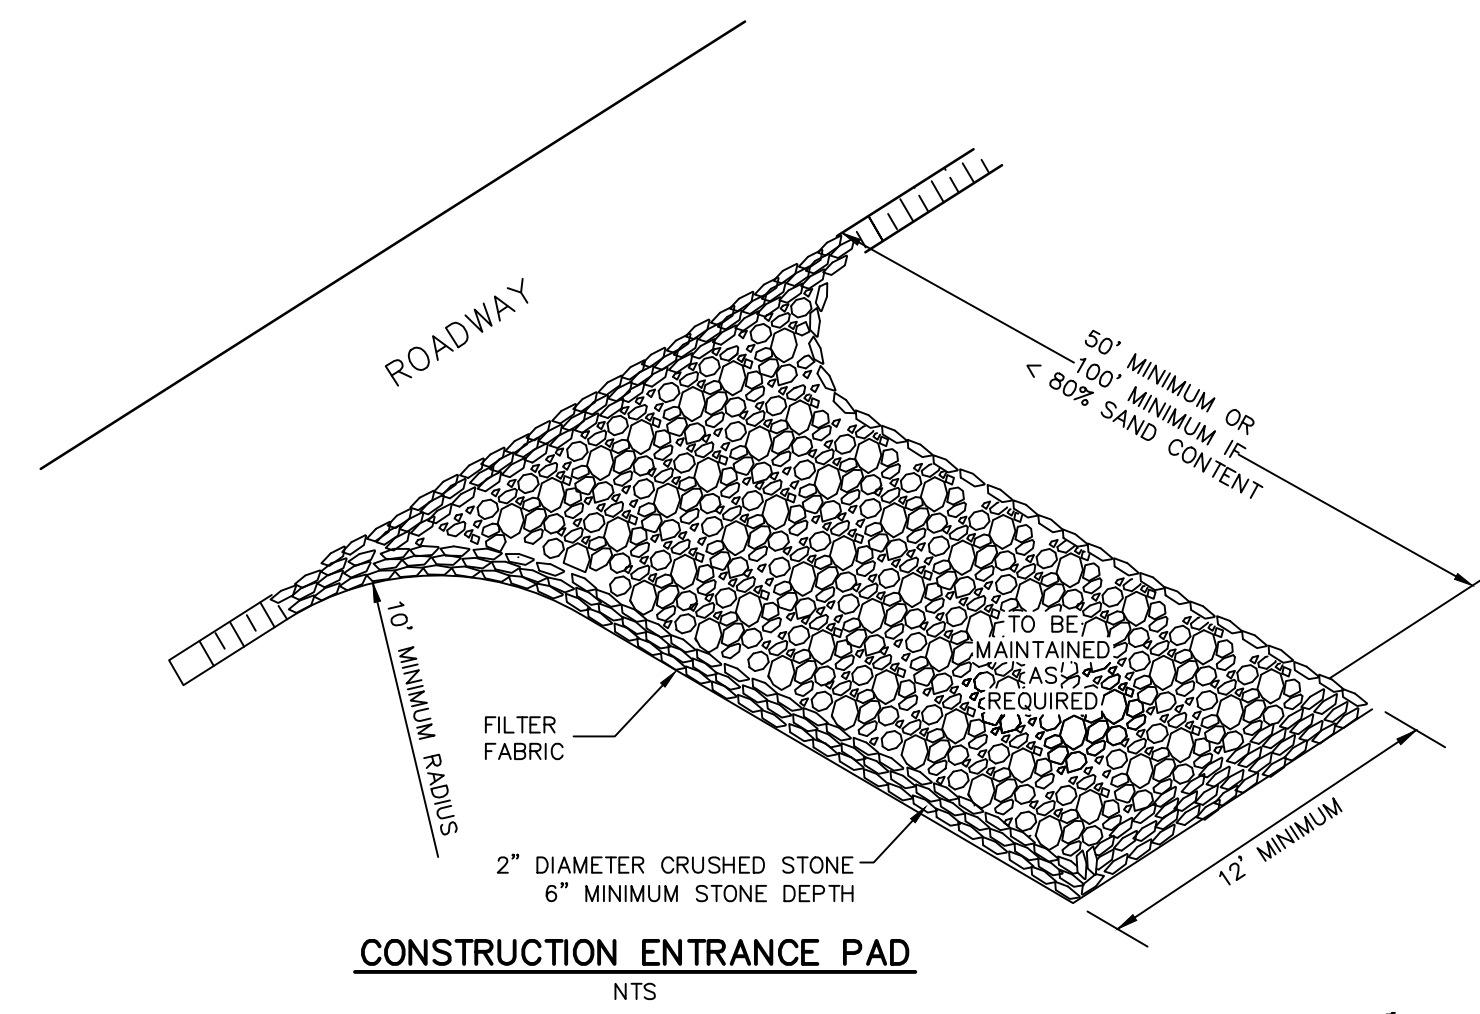 ROADWAY
50' MINIMUM OR
100' MINIMUM IF
< 80% SAND CONTENT
10' MINIMUM RADIUS
TO BE
MAINTAINED
AS
REQUIRED
FILTER
FABRIC
2" DIAMETER CRUSHED STONE
6" MINIMUM STONE DEPTH
12' MINIMUM
CONSTRUCTION ENTRANCE PAD
NTS